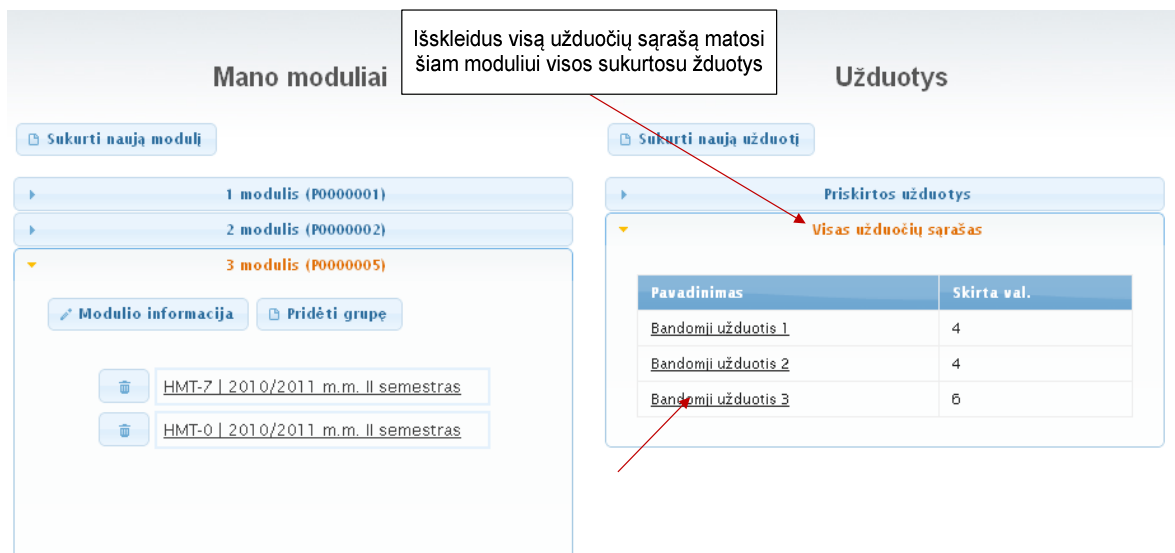 Išskleidus visą užduočių sąrašą matosi
šiam moduliui visos sukurtosu žduotys
Mano moduliai
Sukurti naują modulį
1 modulis (P0000001)
2 modulis (P0000002)
3 modulis (P0000005)
Modulio informacija
Pridėti grupę
HMT-7 | 2010/2011 m.m. II semestras
HMT-0 | 2010/2011 m.m. II semestras
Užduotys
Sukurti naują užduotį
Priskirtos užduotys
Visas užduočių sąrašas
Pavadinimas Skirta val.
Bandomji užduotis 1 4
Bandomji užduotis 2 4
Bandomji užduotis 3 6